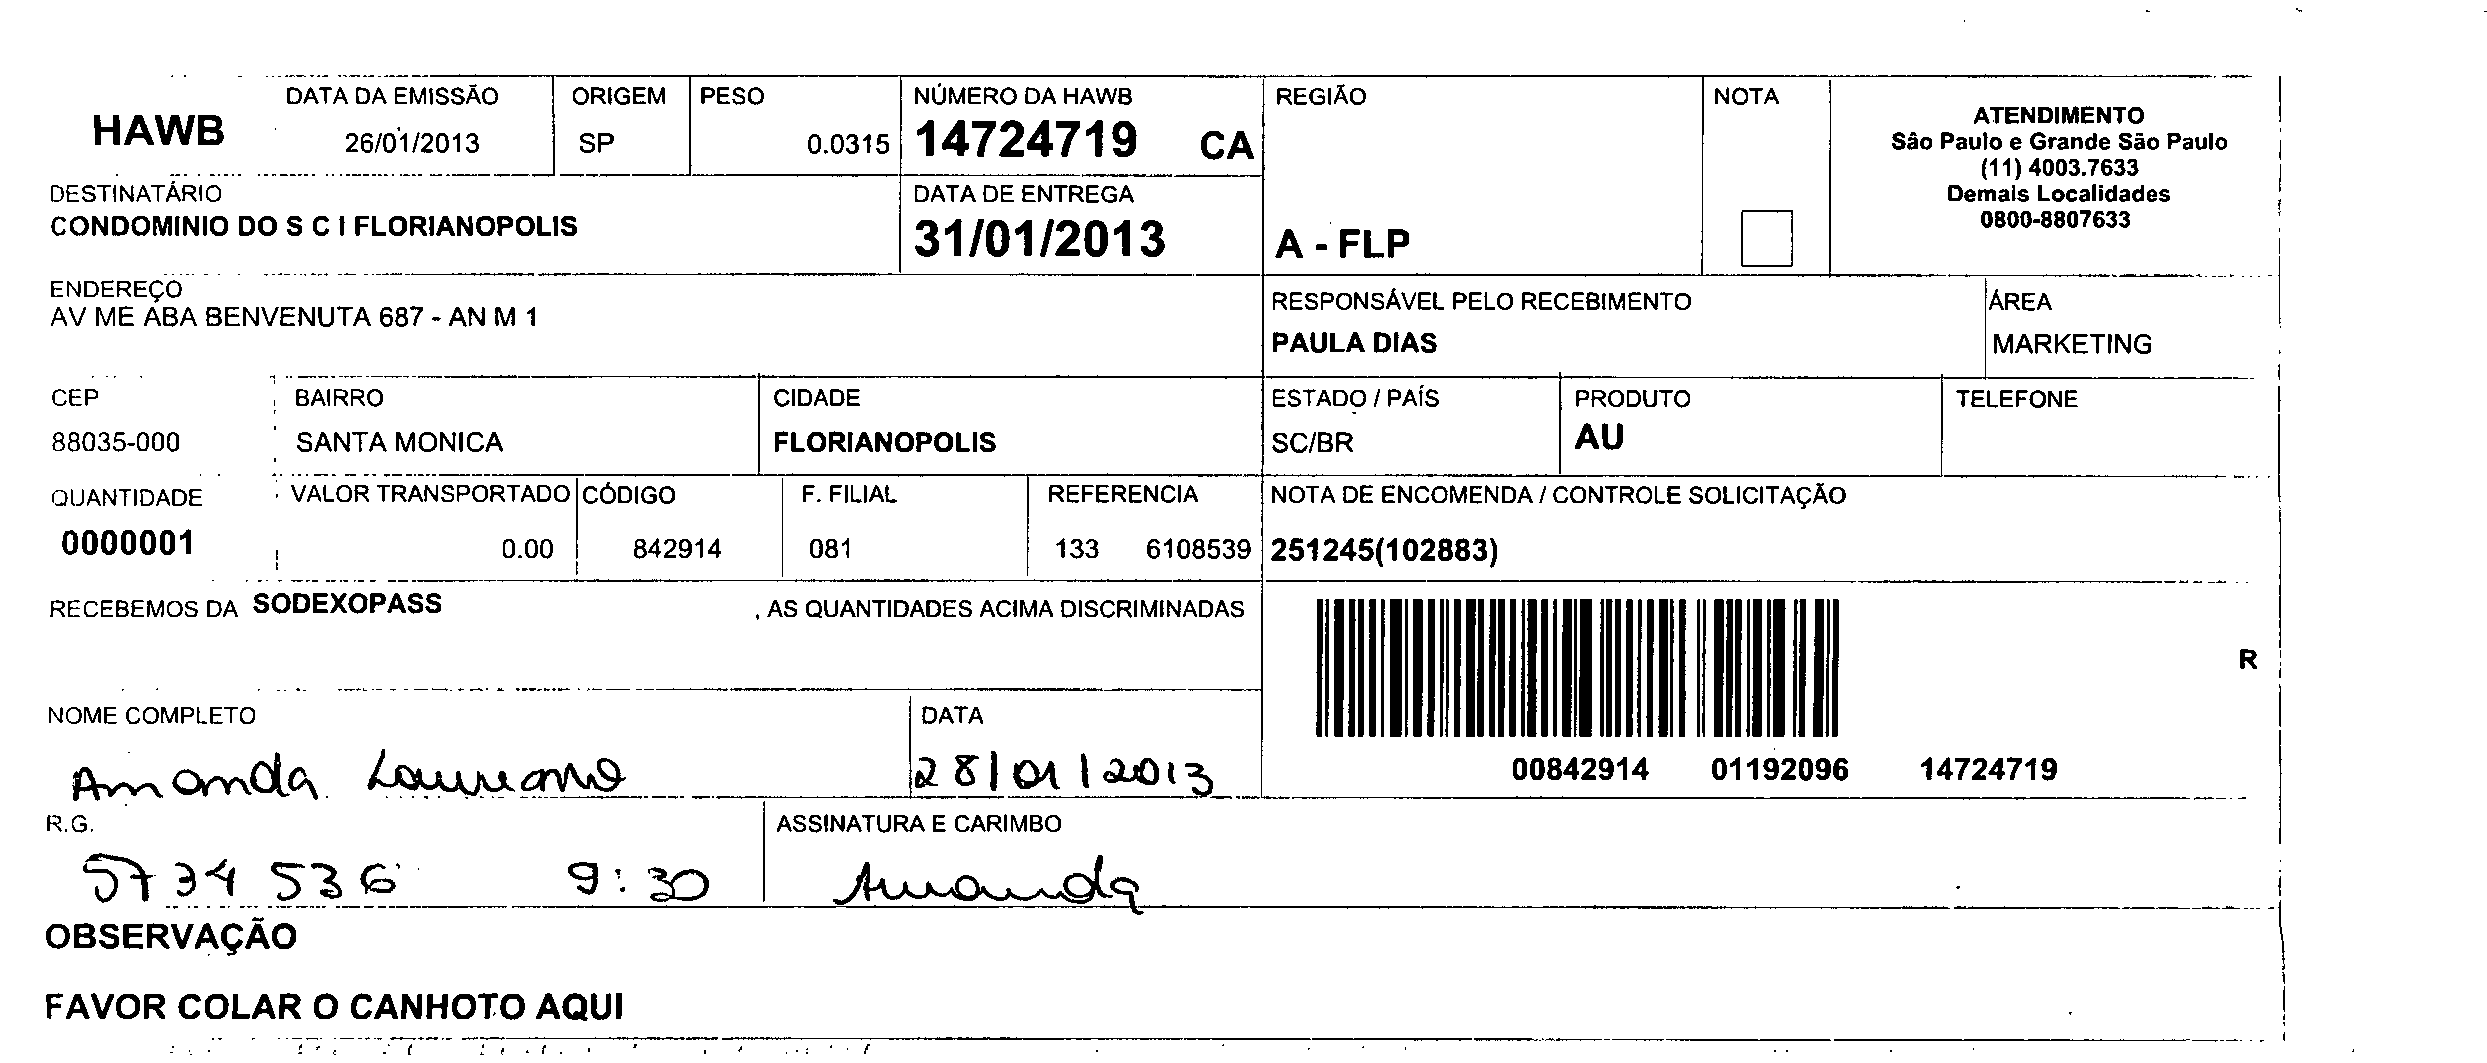 HAWB
DATA DA EMISSÃO
26/01/2013
ORIGEM
SP
PESO
0.0315
NÚMERO DA HAWB
14724719 CA
REGIÃO
A - FLP
NOTA
ATENDIMENTO
São Paulo e Grande São Paulo
(11) 4003.7633
Demais Localidades
0800-8807633
DESTINATÁRIO
CONDOMINIO DO S C I FLORIANOPOLIS
DATA DE ENTREGA
31/01/2013
ENDEREÇO
AV ME ABA BENVENUTA 687 - AN M 1
RESPONSÁVEL PELO RECEBIMENTO
PAULA DIAS
ÁREA
MARKETING
CEP
88035-000
BAIRRO
SANTA MONICA
CIDADE
FLORIANOPOLIS
ESTADO / PAÍS
SC/BR
PRODUTO
AU
TELEFONE
QUANTIDADE
0000001
VALOR TRANSPORTADO
0.00
CÓDIGO
842914
F. FILIAL
081
REFERENCIA
133 6108539
NOTA DE ENCOMENDA / CONTROLE SOLICITAÇÃO
251245(102883)
RECEBEMOS DA SODEXOPASS , AS QUANTIDADES ACIMA DISCRIMINADAS
R
00842914 01192096 14724719
NOME COMPLETO
Amanda Laureano
DATA
28/01/2013
R.G.
5734536 9:30
ASSINATURA E CARIMBO
Amanda
OBSERVAÇÃO
FAVOR COLAR O CANHOTO AQUI